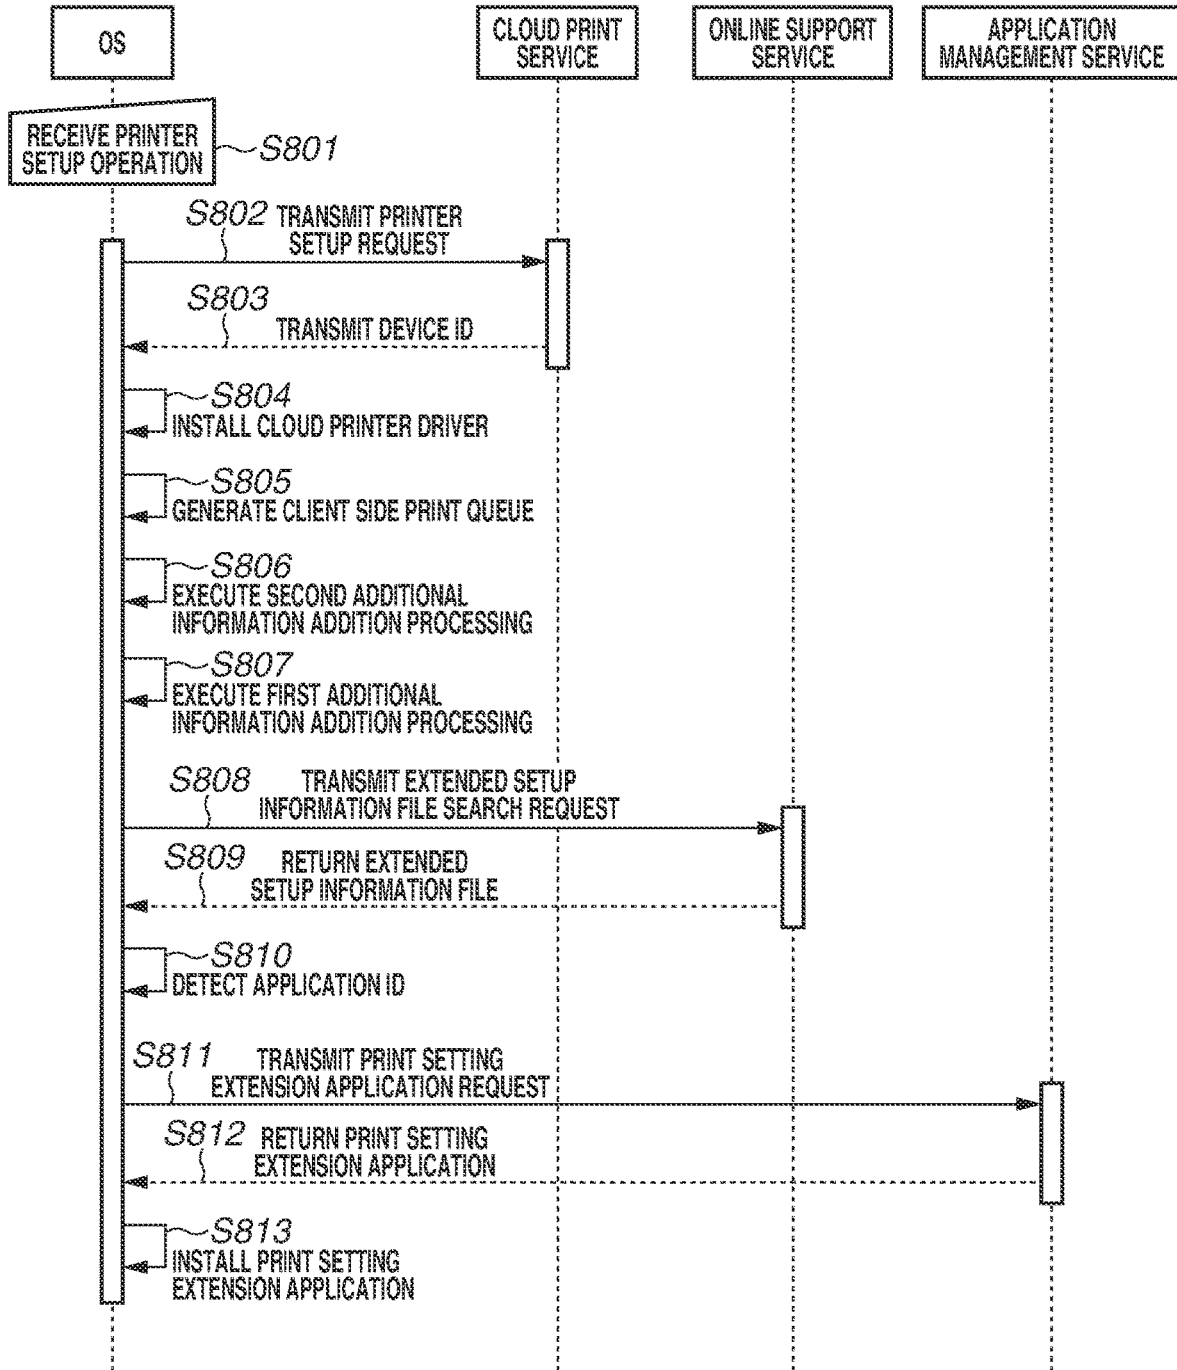 OS
CLOUD PRINT
SERVICE
ONLINE SUPPORT
SERVICE
APPLICATION
MANAGEMENT SERVICE
RECEIVE PRINTER
SETUP OPERATION
S801
S802
TRANSMIT PRINTER
SETUP REQUEST
S803
TRANSMIT DEVICE ID
S804
INSTALL CLOUD PRINTER DRIVER
S805
GENERATE CLIENT SIDE PRINT QUEUE
S806
EXECUTE SECOND ADDITIONAL
INFORMATION ADDITION PROCESSING
S807
EXECUTE FIRST ADDITIONAL
INFORMATION ADDITION PROCESSING
S808
TRANSMIT EXTENDED SETUP
INFORMATION FILE SEARCH REQUEST
S809
RETURN EXTENDED
SETUP INFORMATION FILE
S810
DETECT APPLICATION ID
S811
TRANSMIT PRINT SETTING
EXTENSION APPLICATION REQUEST
S812
RETURN PRINT SETTING
EXTENSION APPLICATION
S813
INSTALL PRINT SETTING
EXTENSION APPLICATION